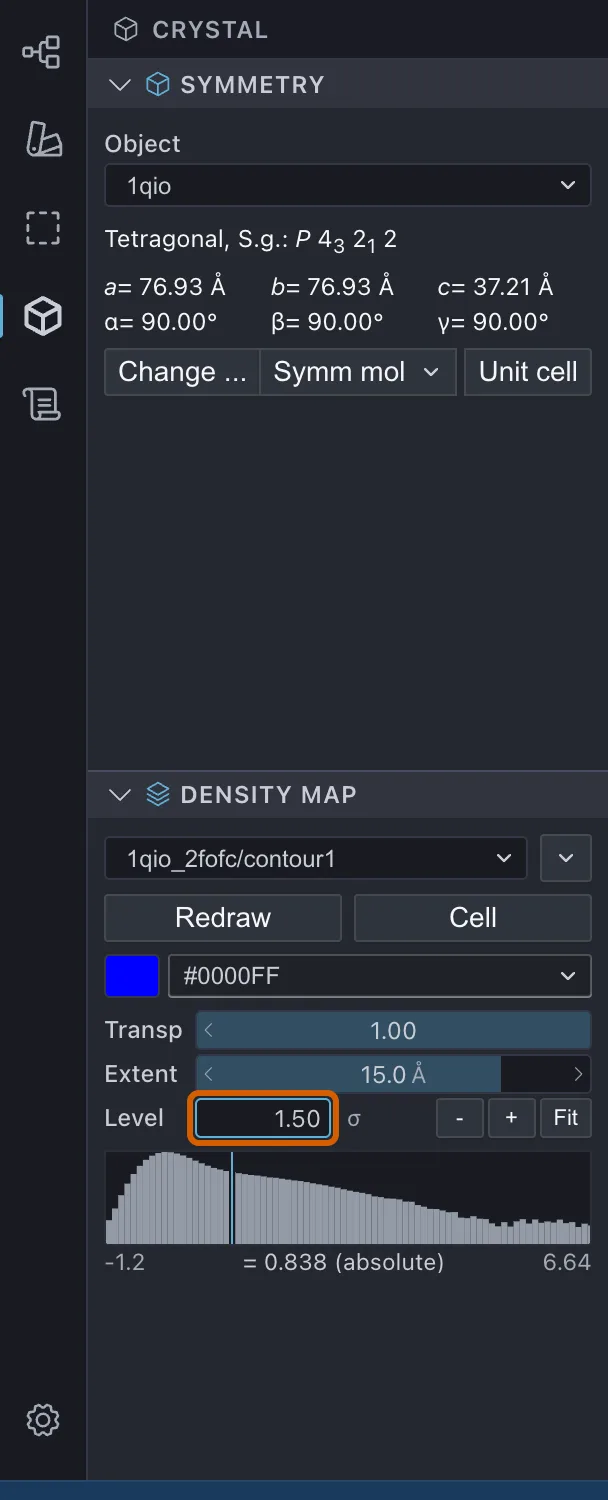 CRYSTAL
SYMMETRY
Object
1qio
Tetragonal, S.g.: P 4₃ 2₁ 2
a= 76.93 Å b= 76.93 Å c= 37.21 Å
α= 90.00° β= 90.00° γ= 90.00°
Change ... Symm mol Unit cell
DENSITY MAP
1qio_2fofc/contour1
Redraw Cell
#0000FF
Transp 1.00
Extent 15.0 Å
Level 1.50 σ - + Fit
-1.2 = 0.838 (absolute) 6.64